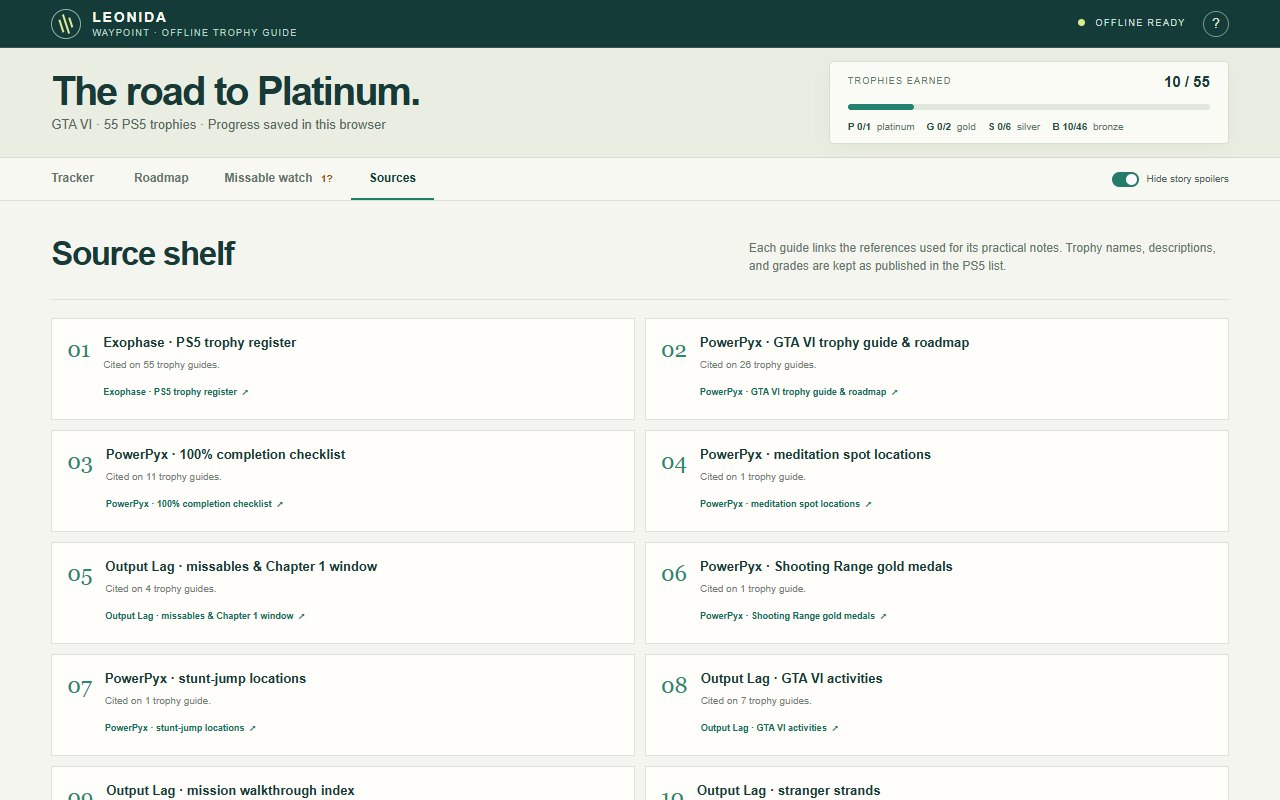 LEONIDA
WAYPOINT · OFFLINE TROPHY GUIDE
OFFLINE READY
?
The road to Platinum.
GTA VI · 55 PS5 trophies · Progress saved in this browser
TROPHIES EARNED
10 / 55
P 0/1 platinum G 0/2 gold S 0/6 silver B 10/46 bronze
Tracker
Roadmap
Missable watch 1?
Sources
Hide story spoilers
Source shelf
Each guide links the references used for its practical notes. Trophy names, descriptions,
and grades are kept as published in the PS5 list.
01
Exophase · PS5 trophy register
Cited on 55 trophy guides.
Exophase · PS5 trophy register ↗
02
PowerPyx · GTA VI trophy guide & roadmap
Cited on 26 trophy guides.
PowerPyx · GTA VI trophy guide & roadmap ↗
03
PowerPyx · 100% completion checklist
Cited on 11 trophy guides.
PowerPyx · 100% completion checklist ↗
04
PowerPyx · meditation spot locations
Cited on 1 trophy guide.
PowerPyx · meditation spot locations ↗
05
Output Lag · missables & Chapter 1 window
Cited on 4 trophy guides.
Output Lag · missables & Chapter 1 window ↗
06
PowerPyx · Shooting Range gold medals
Cited on 1 trophy guide.
PowerPyx · Shooting Range gold medals ↗
07
PowerPyx · stunt-jump locations
Cited on 1 trophy guide.
PowerPyx · stunt-jump locations ↗
08
Output Lag · GTA VI activities
Cited on 7 trophy guides.
Output Lag · GTA VI activities ↗
09
Output Lag · mission walkthrough index
10
Output Lag · stranger strands